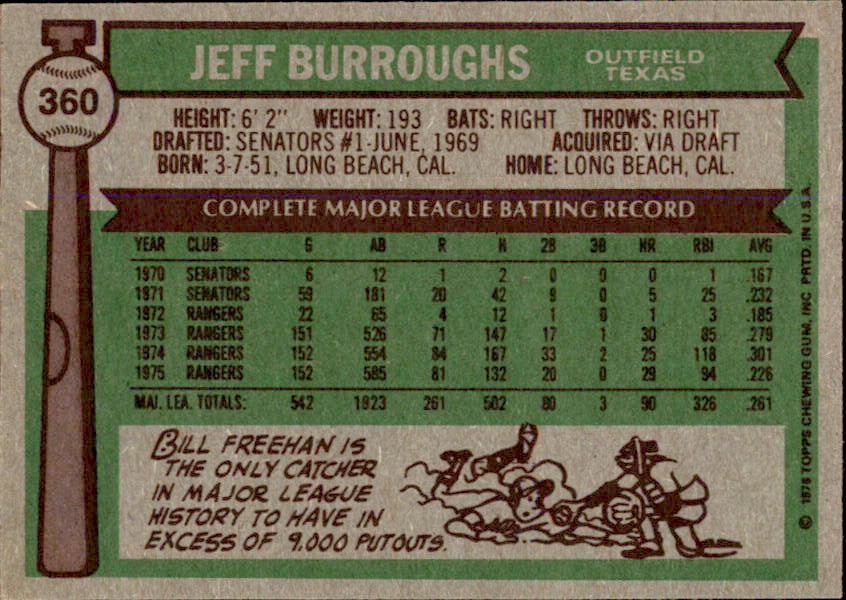 360
JEFF BURROUGHS
OUTFIELD
TEXAS
HEIGHT: 6' 2" WEIGHT: 193 BATS: RIGHT THROWS: RIGHT
DRAFTED: SENATORS #1-JUNE, 1969 ACQUIRED: VIA DRAFT
BORN: 3-7-51, LONG BEACH, CAL. HOME: LONG BEACH, CAL.
COMPLETE MAJOR LEAGUE BATTING RECORD
YEAR CLUB G AB R H 2B 3B HR RBI AVG
1970 SENATORS 6 12 1 2 0 0 0 1 .167
1971 SENATORS 59 181 20 42 9 0 5 25 .232
1972 RANGERS 22 65 4 12 1 0 1 3 .185
1973 RANGERS 151 526 71 147 17 1 30 85 .279
1974 RANGERS 152 554 84 167 33 2 25 118 .301
1975 RANGERS 152 585 81 132 20 0 29 94 .226
MAJ. LEA. TOTALS: 542 1923 261 502 80 3 90 326 .261
BILL FREEHAN IS
THE ONLY CATCHER
IN MAJOR LEAGUE
HISTORY TO HAVE IN
EXCESS OF 9,000 PUTOUTS.
© 1976 TOPPS CHEWING GUM, INC. PRTD. IN U.S.A.